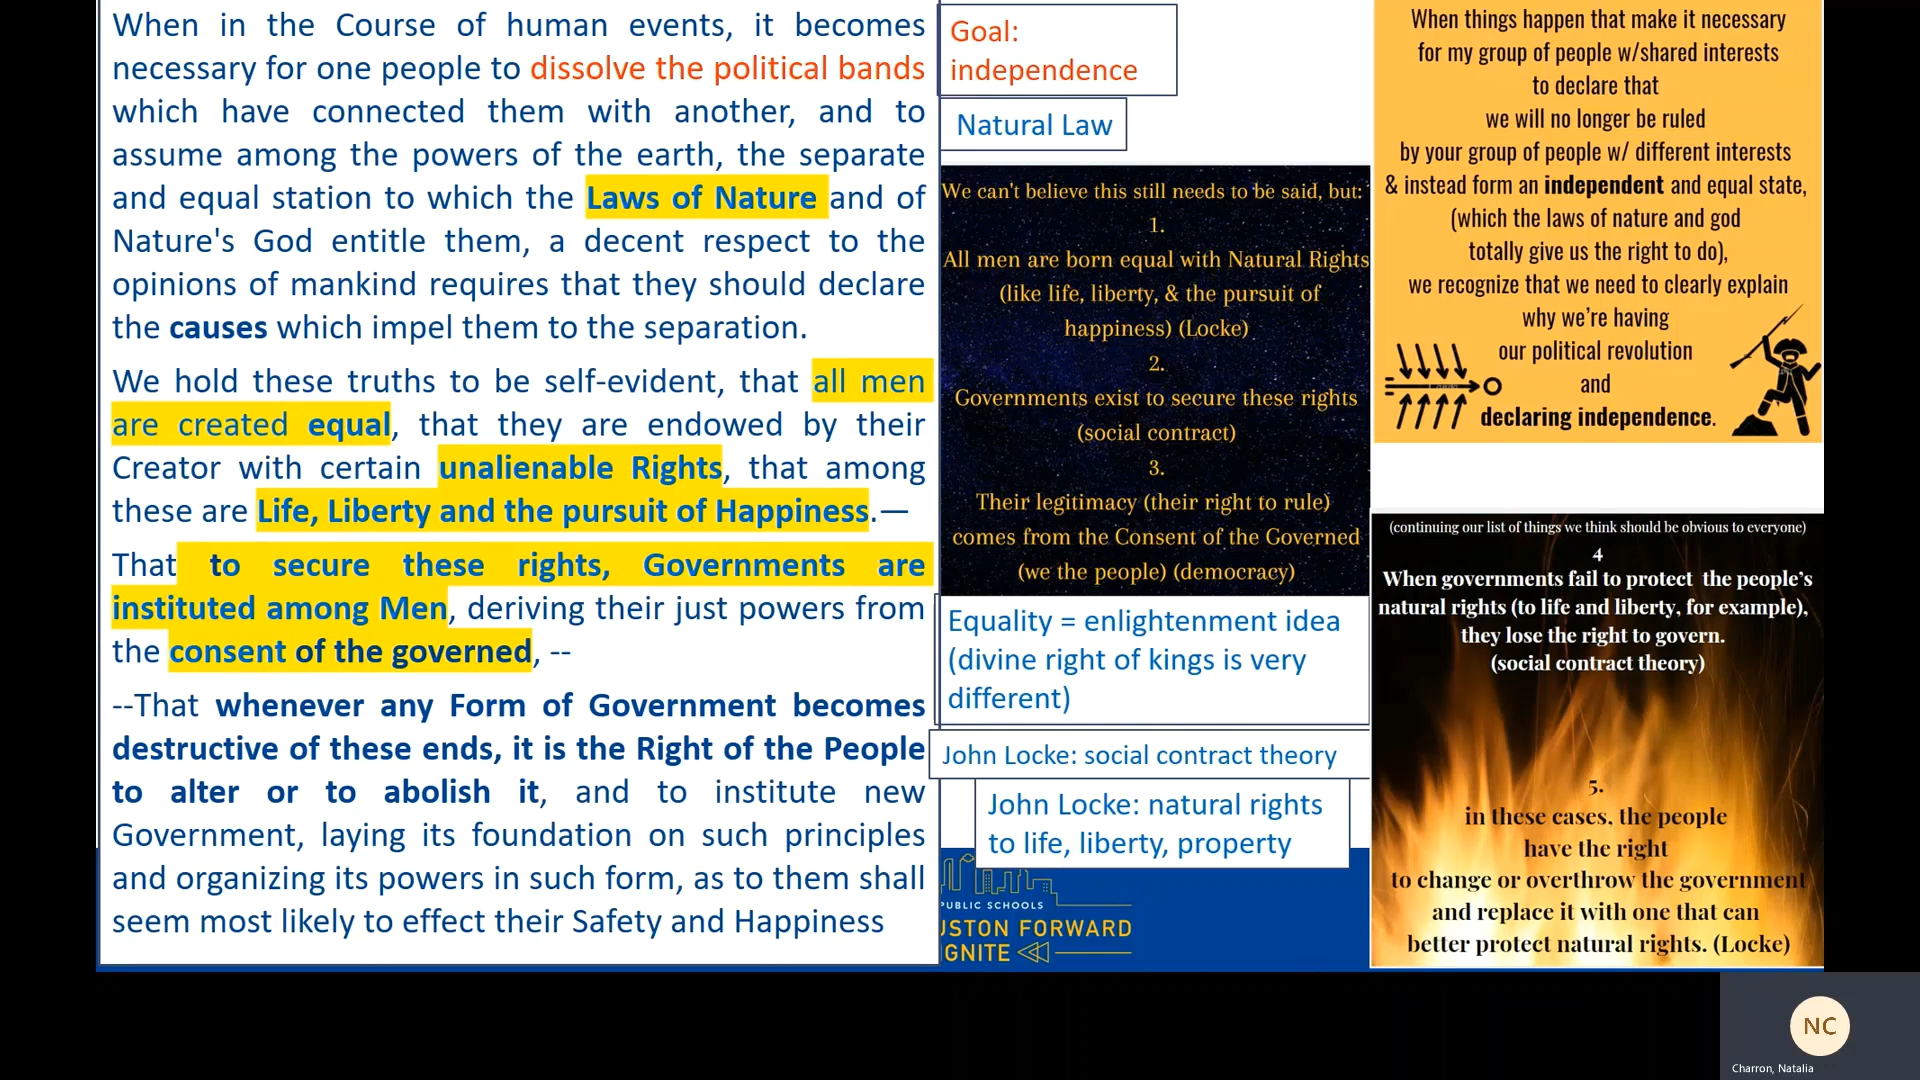 When in the Course of human events, it becomes
necessary for one people to dissolve the political bands
which have connected them with another, and to
assume among the powers of the earth, the separate
and equal station to which the Laws of Nature and of
Nature's God entitle them, a decent respect to the
opinions of mankind requires that they should declare
the causes which impel them to the separation.
We hold these truths to be self-evident, that all men
are created equal, that they are endowed by their
Creator with certain unalienable Rights, that among
these are Life, Liberty and the pursuit of Happiness.—
That to secure these rights, Governments are
instituted among Men, deriving their just powers from
the consent of the governed, --
--That whenever any Form of Government becomes
destructive of these ends, it is the Right of the People
to alter or to abolish it, and to institute new
Government, laying its foundation on such principles
and organizing its powers in such form, as to them shall
seem most likely to effect their Safety and Happiness
Goal:
independence
Natural Law
We can't believe this still needs to be said, but:
1.
All men are born equal with Natural Rights
(like life, liberty, & the pursuit of
happiness) (Locke)
2.
Governments exist to secure these rights
(social contract)
3.
Their legitimacy (their right to rule)
comes from the Consent of the Governed
(we the people) (democracy)
Equality = enlightenment idea
(divine right of kings is very
different)
John Locke: social contract theory
John Locke: natural rights
to life, liberty, property
PUBLIC SCHOOLS
USTON FORWARD
GNITE
When things happen that make it necessary
for my group of people w/shared interests
to declare that
we will no longer be ruled
by your group of people w/ different interests
& instead form an independent and equal state,
(which the laws of nature and god
totally give us the right to do),
we recognize that we need to clearly explain
why we're having
our political revolution
and
declaring independence.
(continuing our list of things we think should be obvious to everyone)
4
When governments fail to protect the people's
natural rights (to life and liberty, for example),
they lose the right to govern.
(social contract theory)
5.
in these cases, the people
have the right
to change or overthrow the government
and replace it with one that can
better protect natural rights. (Locke)
NC
Charron, Natalia